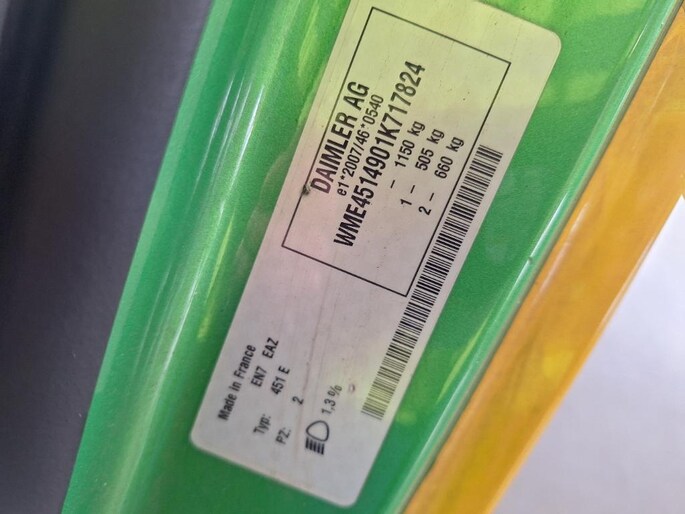 DAIMLER AG
e1*2007/46*0540
WME4514901K717824
– 1150 kg
1 – 505 kg
2 – 660 kg
Made in France
EN7 EAZ
Typ: 451 E
PZ: 2
1.3 %